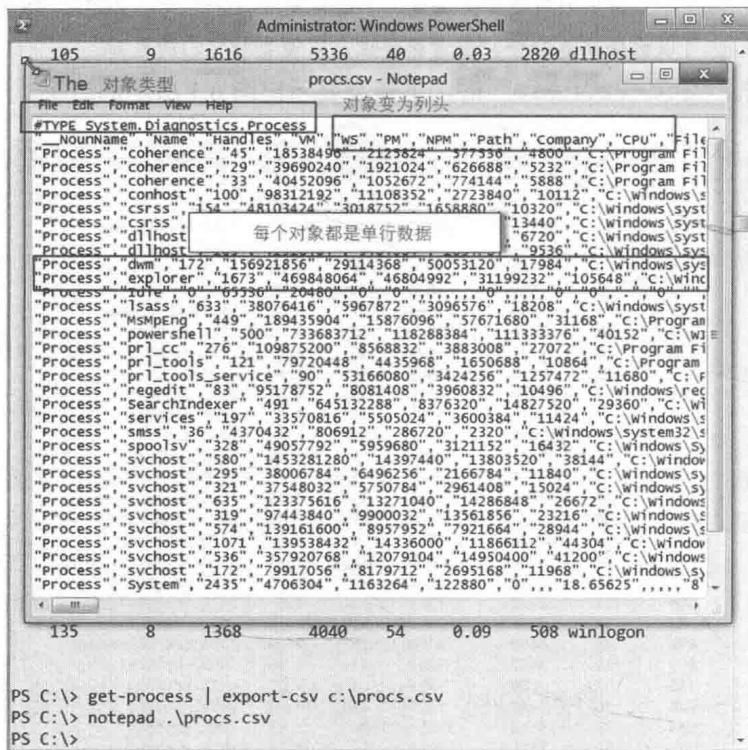 Administrator: Windows PowerShell
105 9 1616 5336 40 0.03 2820 dllhost
The 对象类型
procs.csv - Notepad
File Edit Format View Help
对象变为列头
#TYPE System.Diagnostics.Process
"__NounName","Name","Handles","VM","WS","PM","NPM","Path","Company","CPU","File
"Process","coherence","45","18538496","2125824","577536","4800","C:\Program Fil
"Process","coherence","29","39690240","1921024","626688","5232","C:\Program Fil
"Process","coherence","33","40452096","1052672","774144","5888","C:\Program Fil
"Process","conhost","100","98312192","11108352","2723840","10112","C:\Windows\s
"Process","csrss","154","48103424","3018752","1658880","10320","C:\Windows\syst
"Process","csrss" "13440","C:\Windows\syst
每个对象都是单行数据
"Process","dllhost "6720","C:\Windows\syst
"Process","dllhost "9536","C:\Windows\syst
"Process","dwm","172","156921856","29114368","50053120","17984","C:\Windows\sys
"Process","explorer","1673","469848064","46804992","31199232","105648","C:\Wind
"Process","Idle","0","65536","20480","0","0",,,,,,,"0","0",,"0",
"Process","lsass","633","38076416","5967872","3096576","18208","C:\Windows\syst
"Process","MsMpEng","449","189435904","15876096","57671680","31168","C:\Program
"Process","powershell","500","733683712","118288384","111333376","40152","C:\Wi
"Process","prl_cc","276","109875200","8568832","3883008","27072","C:\Program Fi
"Process","prl_tools","121","79720448","4435968","1650688","10864","C:\Program
"Process","prl_tools_service","90","53166080","3424256","1257472","11680","C:\P
"Process","regedit","83","95178752","8081408","3960832","10496","C:\Windows\reg
"Process","SearchIndexer","491","645132288","8376320","14827520","29360","C:\Wi
"Process","services","197","33570816","5505024","3600384","11424","C:\Windows\s
"Process","smss","36","4370432","806912","286720","2320","C:\Windows\system32\s
"Process","spoolsv","328","49057792","5959680","3121152","16432","C:\Windows\Sy
"Process","svchost","580","1453281280","14397440","13803520","38144","C:\Window
"Process","svchost","295","38006784","6496256","2166784","11840","C:\Windows\sy
"Process","svchost","321","37548032","5750784","2961408","15024","C:\Windows\sy
"Process","svchost","635","123375616","13271040","14286848","26672","C:\Windows
"Process","svchost","319","97443840","9900032","13561856","23216","C:\Windows\s
"Process","svchost","574","139161600","8957952","7921664","28944","C:\Windows\s
"Process","svchost","1071","139538432","14336000","11866112","44304","C:\Window
"Process","svchost","536","357920768","12079104","14950400","41200","C:\Windows
"Process","svchost","172","79917056","8179712","2695168","11968","C:\Windows\sy
"Process","System","2435","4706304","1163264","122880","0",,,"18.65625",,,,,"8
135 8 1368 4040 54 0.09 508 winlogon
PS C:\> get-process | export-csv c:\procs.csv
PS C:\> notepad .\procs.csv
PS C:\>